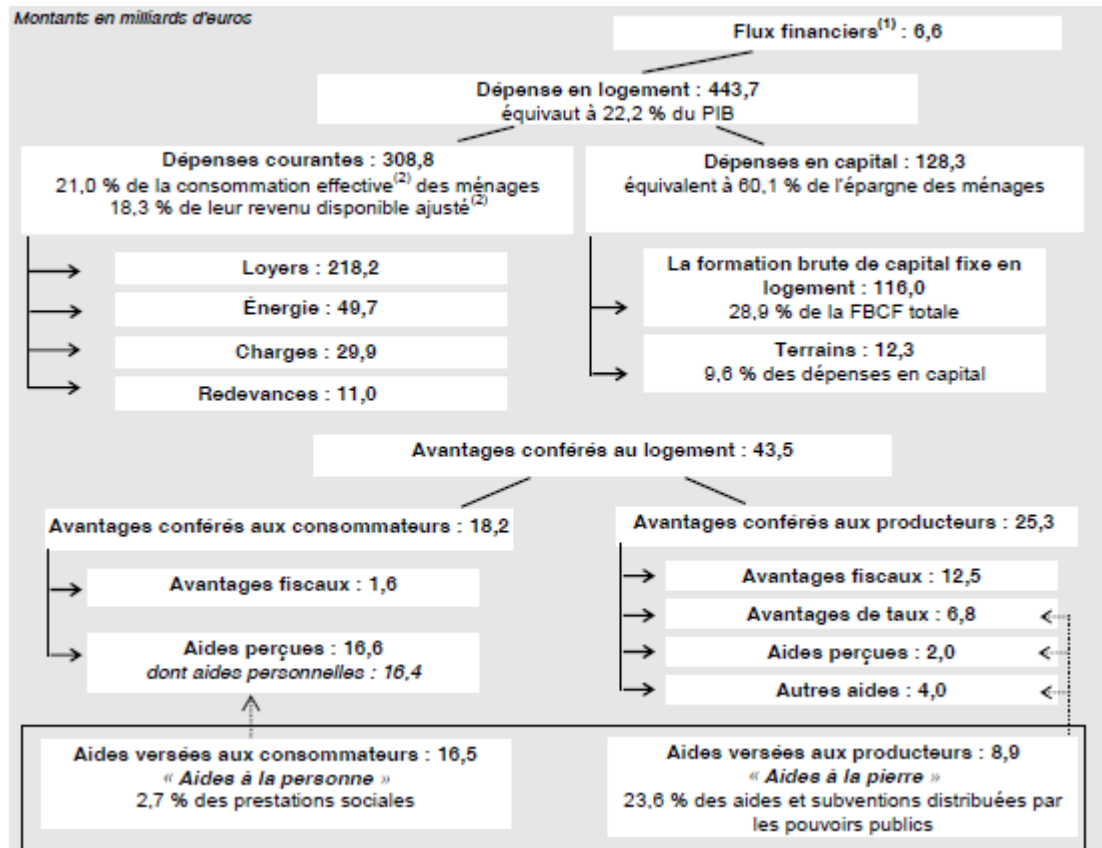 Montants en milliards d'euros
Flux financiers(1) : 6,6
Dépense en logement : 443,7
équivaut à 22,2 % du PIB
Dépenses courantes : 308,8
21,0 % de la consommation effective(2) des ménages
18,3 % de leur revenu disponible ajusté(2)
Dépenses en capital : 128,3
équivalent à 60,1 % de l'épargne des ménages
Loyers : 218,2
Énergie : 49,7
Charges : 29,9
Redevances : 11,0
La formation brute de capital fixe en
logement : 116,0
28,9 % de la FBCF totale
Terrains : 12,3
9,6 % des dépenses en capital
Avantages conférés au logement : 43,5
Avantages conférés aux consommateurs : 18,2
Avantages fiscaux : 1,6
Aides perçues : 16,6
dont aides personnelles : 16,4
Avantages conférés aux producteurs : 25,3
Avantages fiscaux : 12,5
Avantages de taux : 6,8
Aides perçues : 2,0
Autres aides : 4,0
Aides versées aux consommateurs : 16,5
« Aides à la personne »
2,7 % des prestations sociales
Aides versées aux producteurs : 8,9
« Aides à la pierre »
23,6 % des aides et subventions distribuées par
les pouvoirs publics